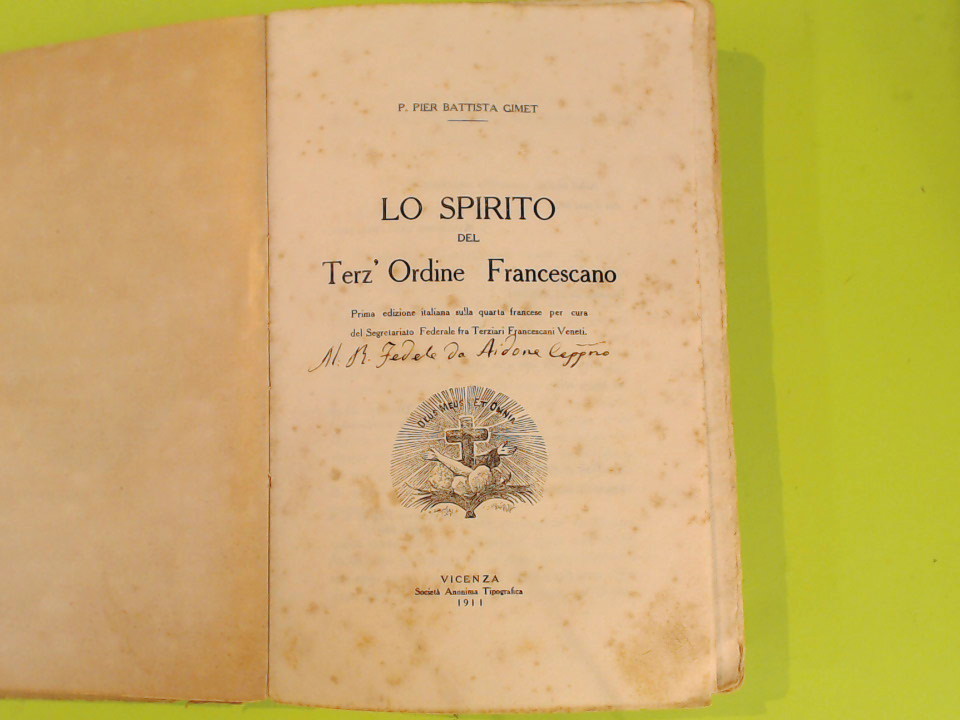 P. PIER BATTISTA GIMET
LO SPIRITO
DEL
Terz' Ordine Francescano
Prima edizione italiana sulla quarta francese per cura
del Segretariato Federale fra Terziari Francescani Veneti.
M. R. Fedele da Aidone Cappno
DEUS MEUS ET OMNIA
VICENZA
Società Anonima Tipografica
1911